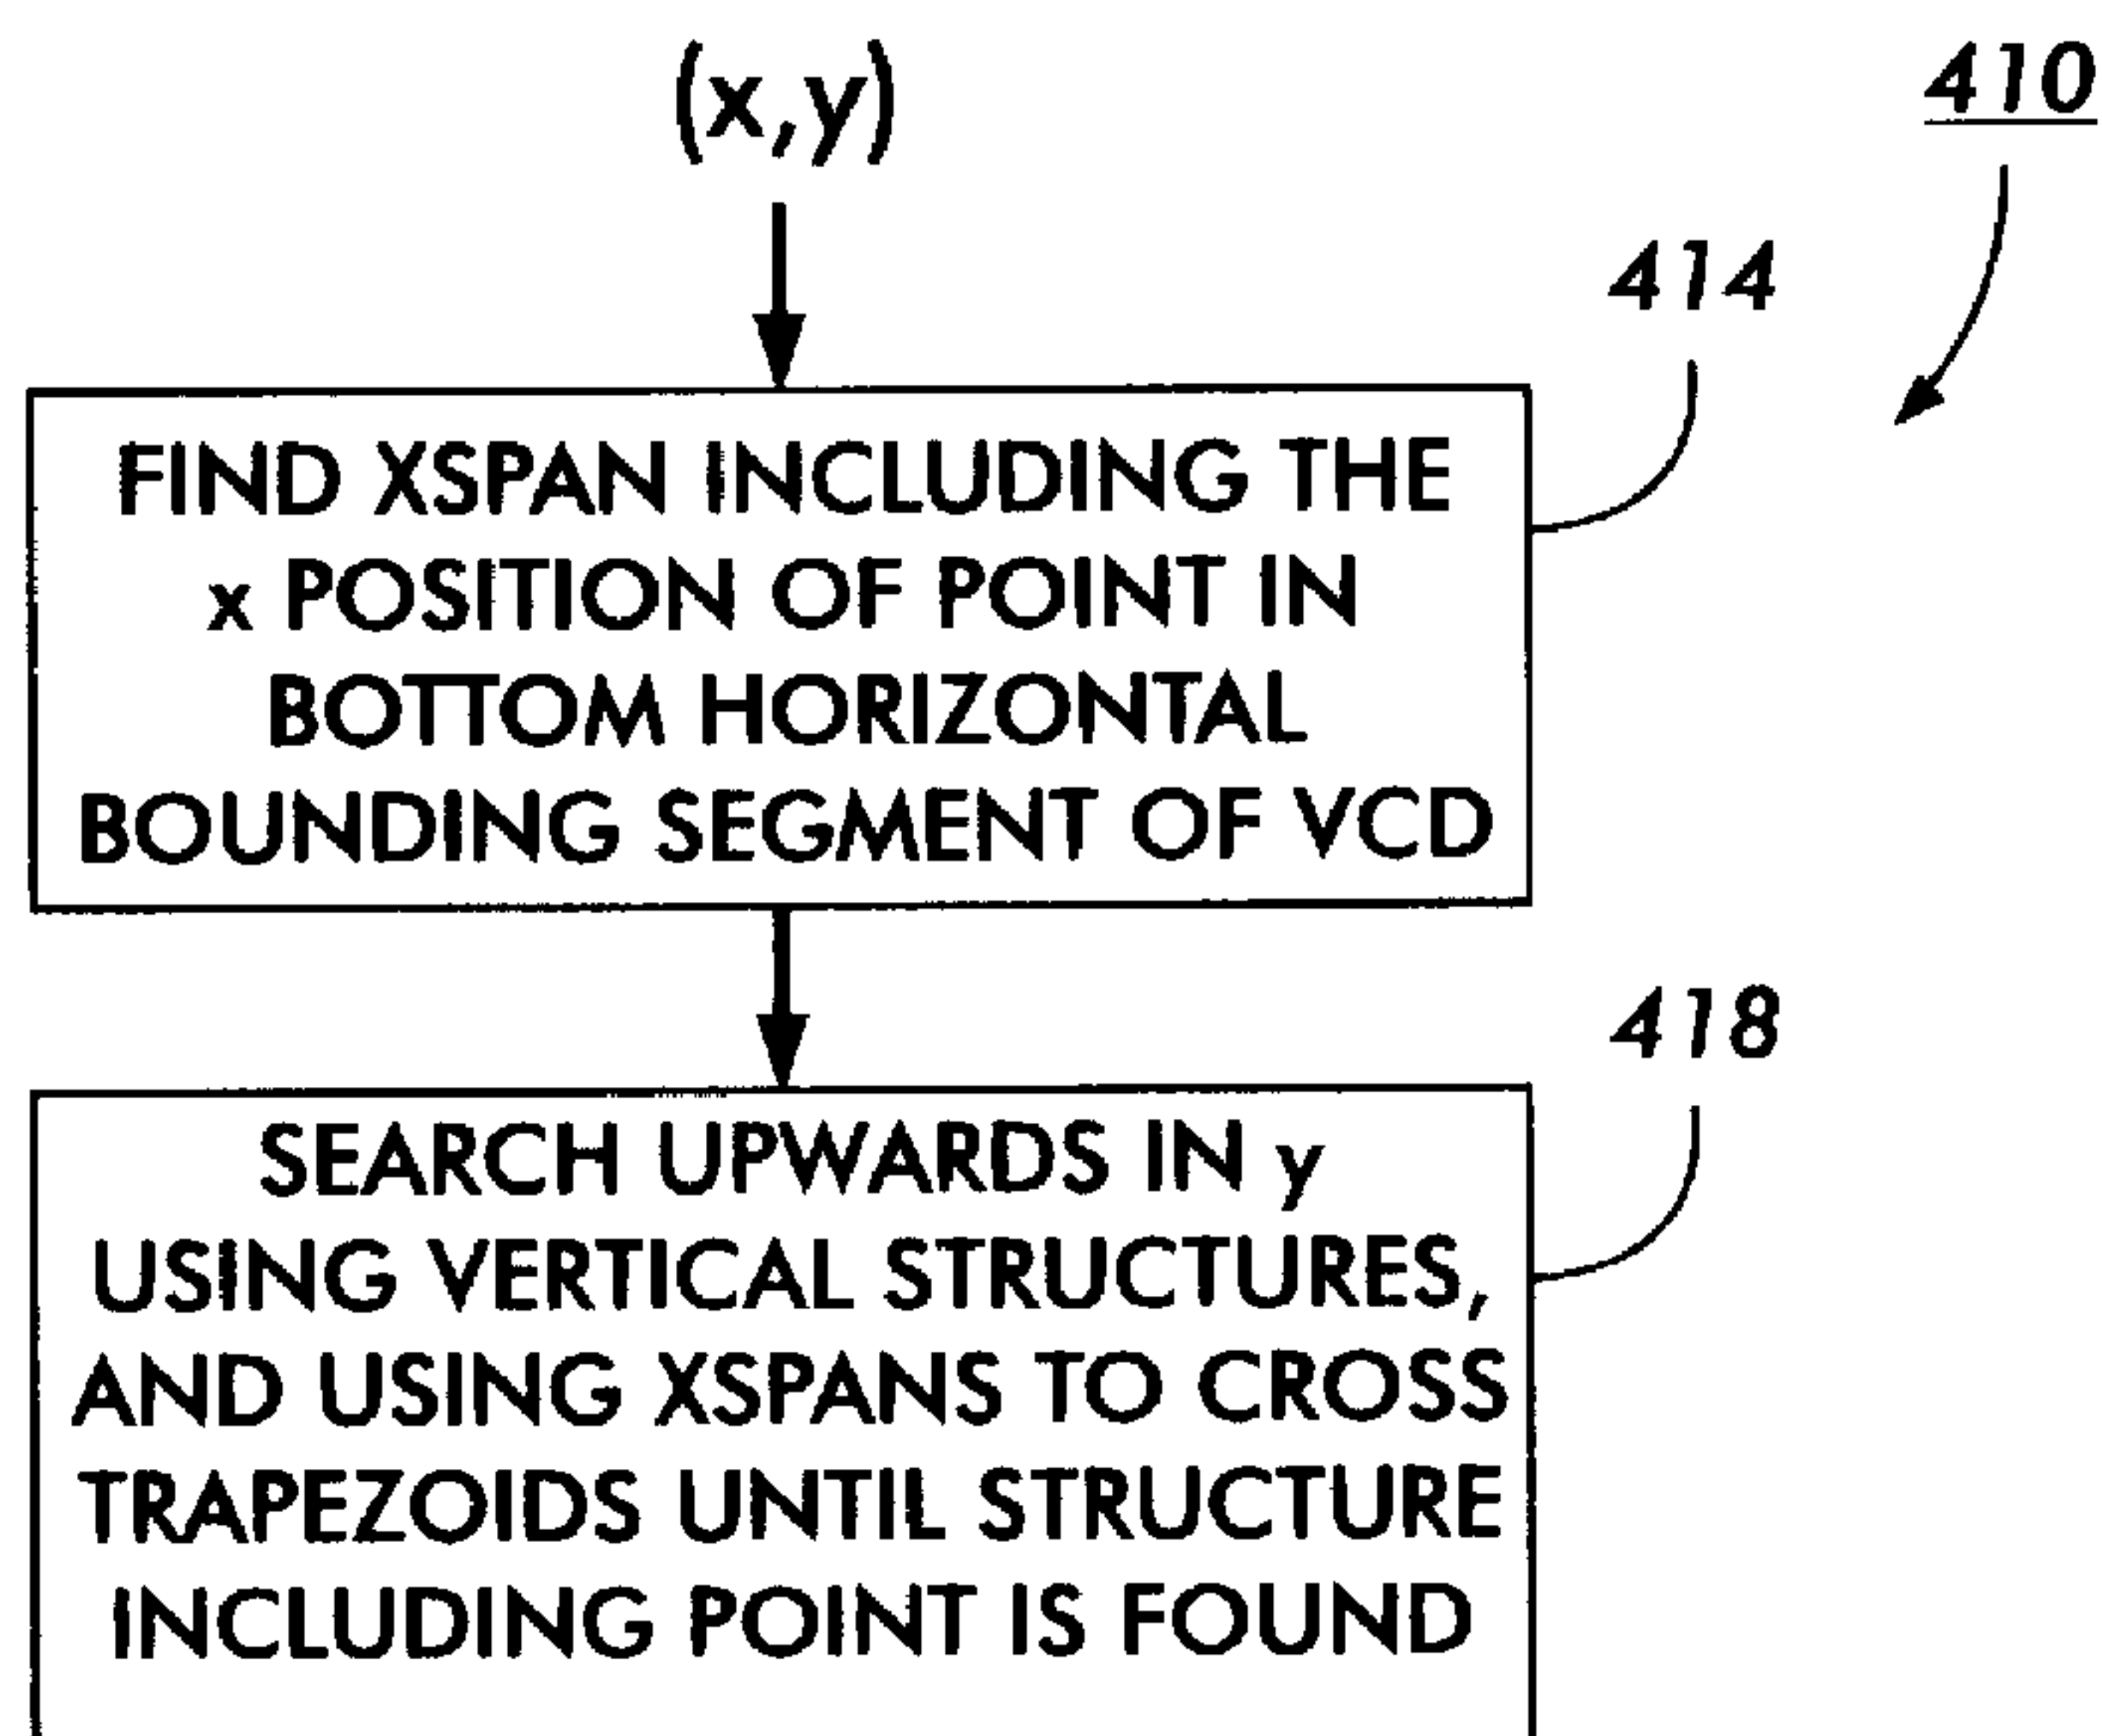 (x,y)
410
414
FIND XSPAN INCLUDING THE
x POSITION OF POINT IN
BOTTOM HORIZONTAL
BOUNDING SEGMENT OF VCD
418
SEARCH UPWARDS IN y
USING VERTICAL STRUCTURES,
AND USING XSPANS TO CROSS
TRAPEZOIDS UNTIL STRUCTURE
INCLUDING POINT IS FOUND